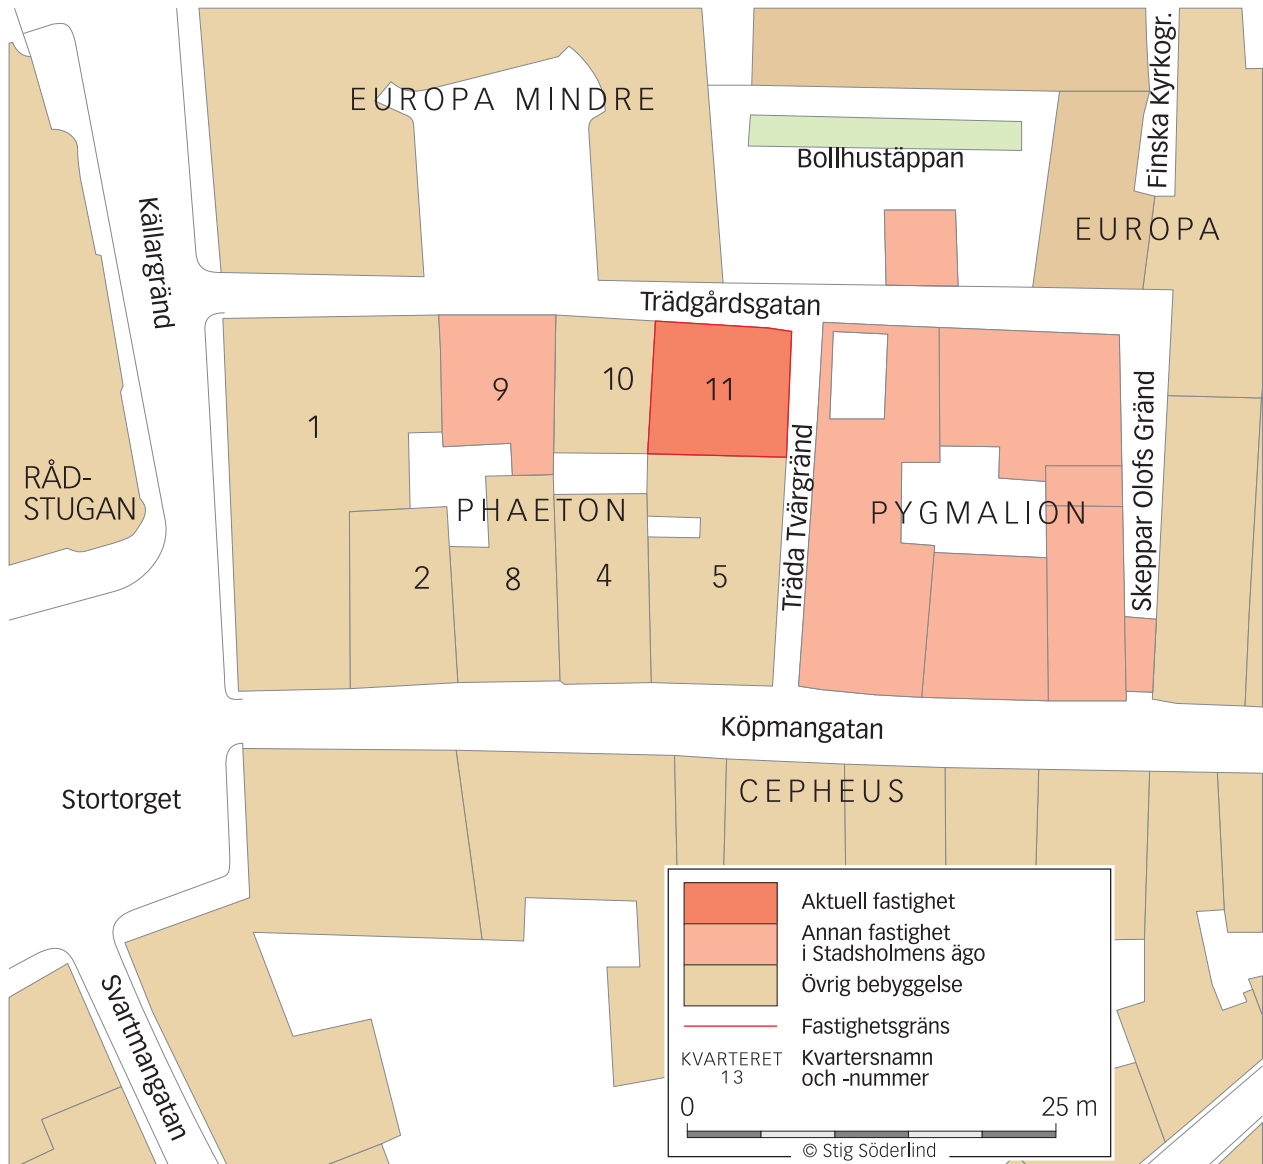 EUROPA MINDRE
Finska Kyrkogr.
Bollhustäppan
EUROPA
Källargränd
Trädgårdsgatan
1
9
10
11
RÅD-
STUGAN
PHAETON
2
8
4
5
Träda Tvärgränd
PYGMALION
Skeppar Olofs Gränd
Köpmangatan
Stortorget
CEPHEUS
Svartmangatan
Aktuell fastighet
Annan fastighet
i Stadsholmens ägo
Övrig bebyggelse
Fastighetsgräns
KVARTERET
13
Kvartersnamn
och -nummer
0 25 m
© Stig Söderlind